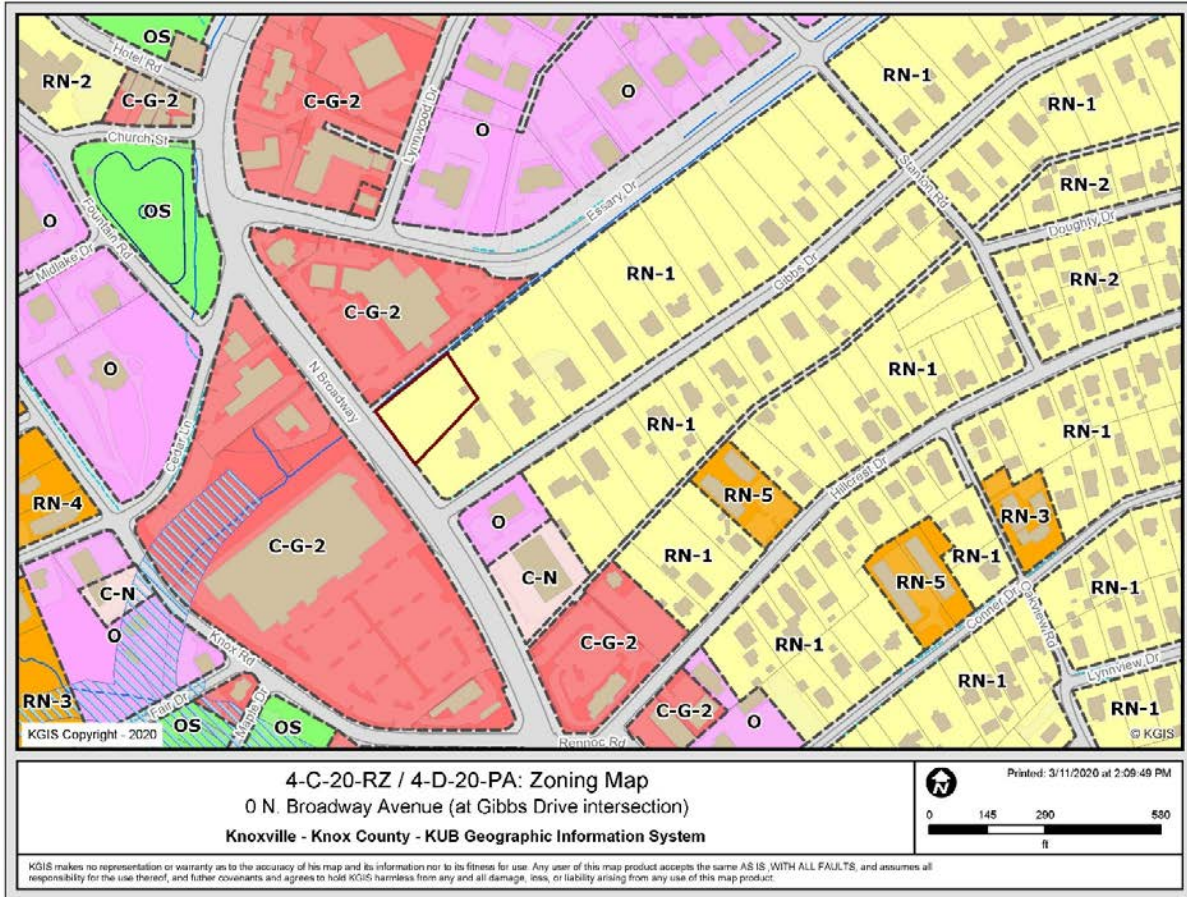 OS
Hotel Rd
RN-2
C-G-2
C-G-2
Lynnwood Dr
O
RN-1
RN-1
Church St
Fountain Rd
OS
O
Midlake Dr
Essary Dr
Stanton Rd
RN-2
Doughty Dr
RN-2
RN-1
Gibbs Dr
C-G-2
N Broadway
O
Cedar Ln
RN-1
RN-1
Hillcrest Dr
RN-1
RN-4
RN-5
RN-3
O
C-G-2
C-N
RN-1
RN-5
RN-1
C-N
O
Knox Rd
Conner Dr
Oakview Rd
RN-1
C-G-2
RN-1
Lynnview Dr
RN-3
Fair Dr
OS
Maple Dr
OS
C-G-2
O
RN-1
RN-1
Rennoc Rd
KGIS Copyright - 2020
© KGIS
4-C-20-RZ / 4-D-20-PA: Zoning Map
0 N. Broadway Avenue (at Gibbs Drive intersection)
Knoxville - Knox County - KUB Geographic Information System
N
Printed: 3/11/2020 at 2:09:49 PM
0 145 290 580
ft
KGIS makes no representation or warranty as to the accuracy of his map and its information nor to its fitness for use. Any user of this map product accepts the same AS IS ,WITH ALL FAULTS, and assumes all
responsibility for the use thereof, and futher covenants and agrees to hold KGIS harmless from any and all damage, loss, or liability arising from any use of this map product.